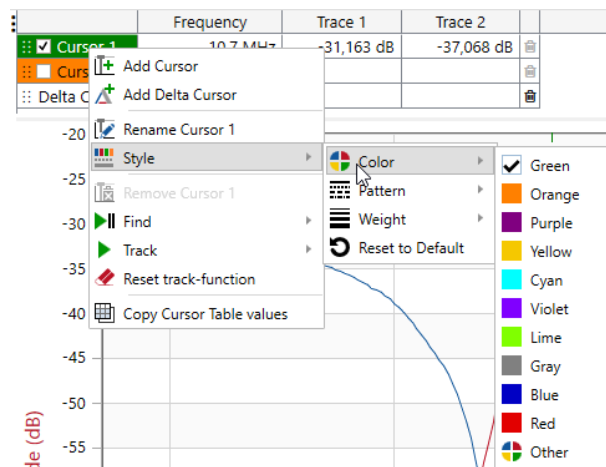 Frequency Trace 1 Trace 2
Cursor 1 10.7 MHz -31,163 dB -37,068 dB
Curs
Delta C
Add Cursor
Add Delta Cursor
Rename Cursor 1
Style
Remove Cursor 1
Find
Track
Reset track-function
Copy Cursor Table values
Color
Pattern
Weight
Reset to Default
Green
Orange
Purple
Yellow
Cyan
Violet
Lime
Gray
Blue
Red
Other
-20
-25
-30
-35
-40
-45
-50
-55
de (dB)